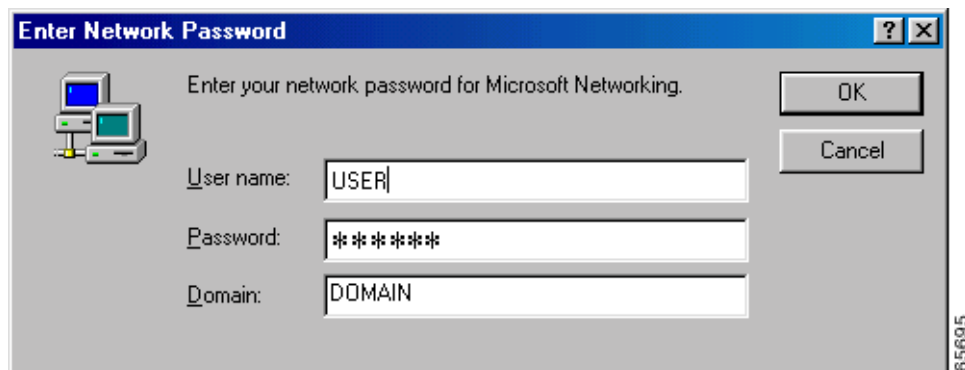 Enter Network Password
Enter your network password for Microsoft Networking.
OK
Cancel
User name:
USER
Password:
******
Domain:
DOMAIN
65695